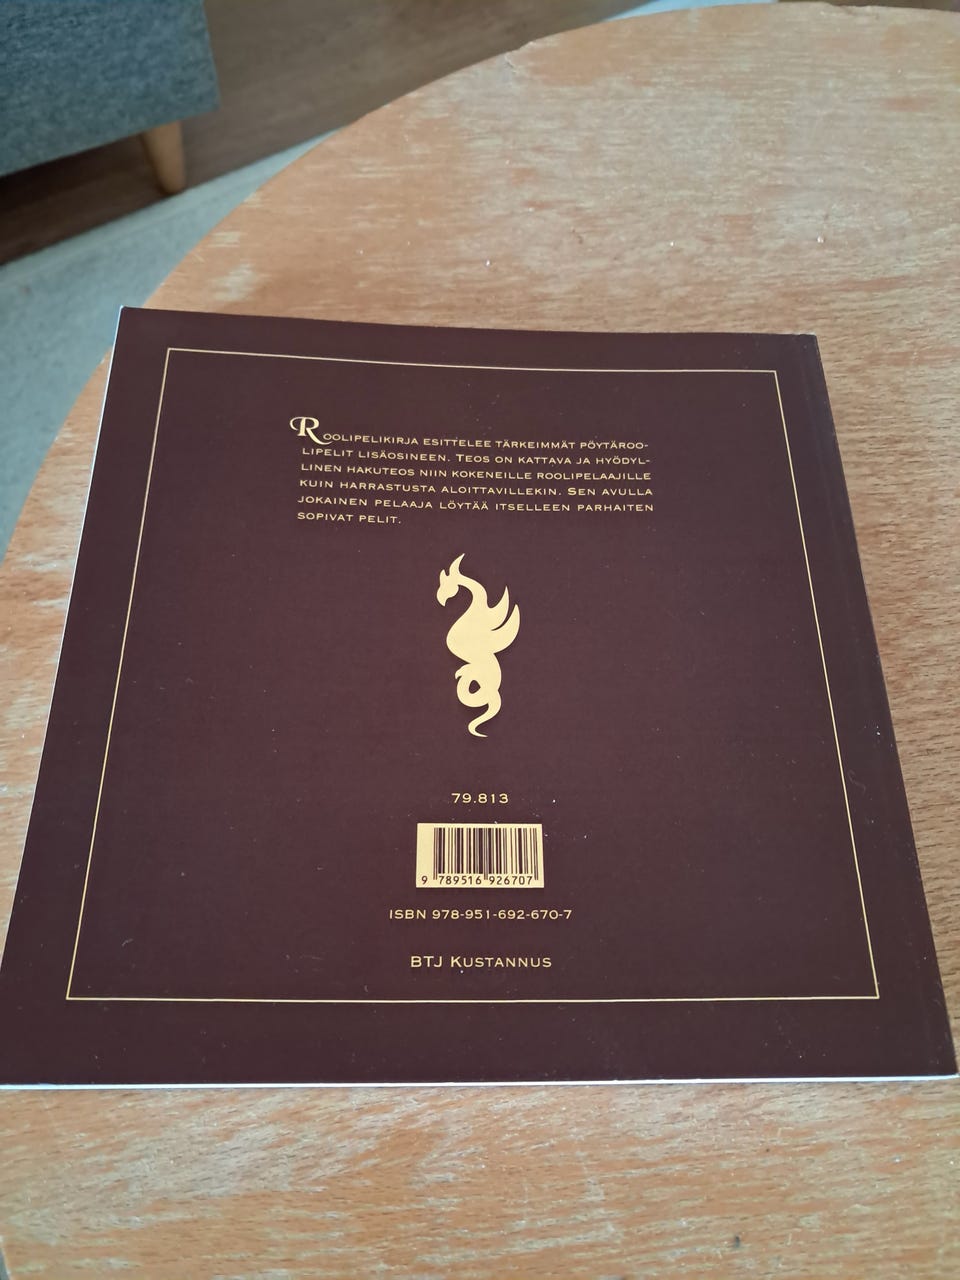 Roolipelikirja esittelee tärkeimmät pöytäroo-
lipelit lisäosineen. Teos on kattava ja hyödyl-
linen hakuteos niin kokeneille roolipelaajille
kuin harrastusta aloittavillekin. Sen avulla
jokainen pelaaja löytää itselleen parhaiten
sopivat pelit.
79.813
9 789516 926707
ISBN 978-951-692-670-7
BTJ Kustannus